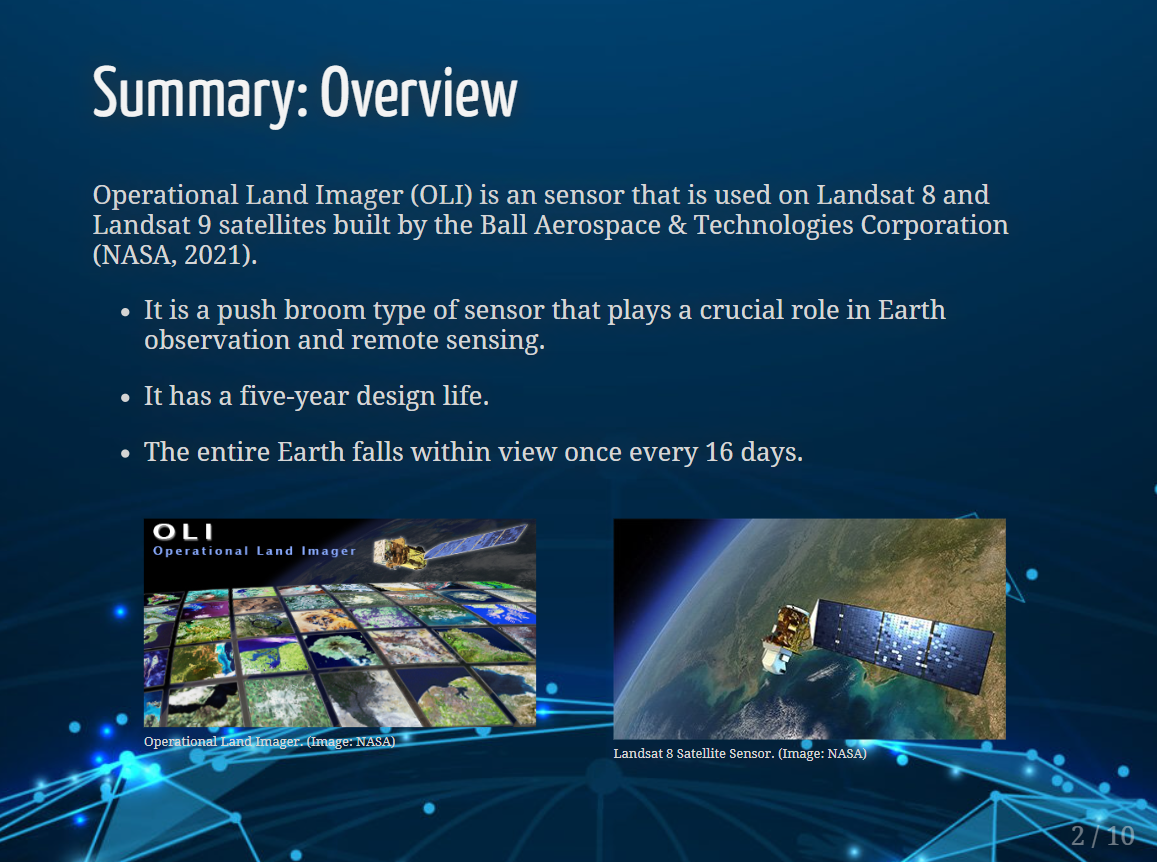 Summary: Overview
Operational Land Imager (OLI) is an sensor that is used on Landsat 8 and
Landsat 9 satellites built by the Ball Aerospace & Technologies Corporation
(NASA, 2021).
• It is a push broom type of sensor that plays a crucial role in Earth
observation and remote sensing.
• It has a five-year design life.
• The entire Earth falls within view once every 16 days.
OLI
Operational Land Imager
Operational Land Imager. (Image: NASA)
Landsat 8 Satellite Sensor. (Image: NASA)
2 / 10